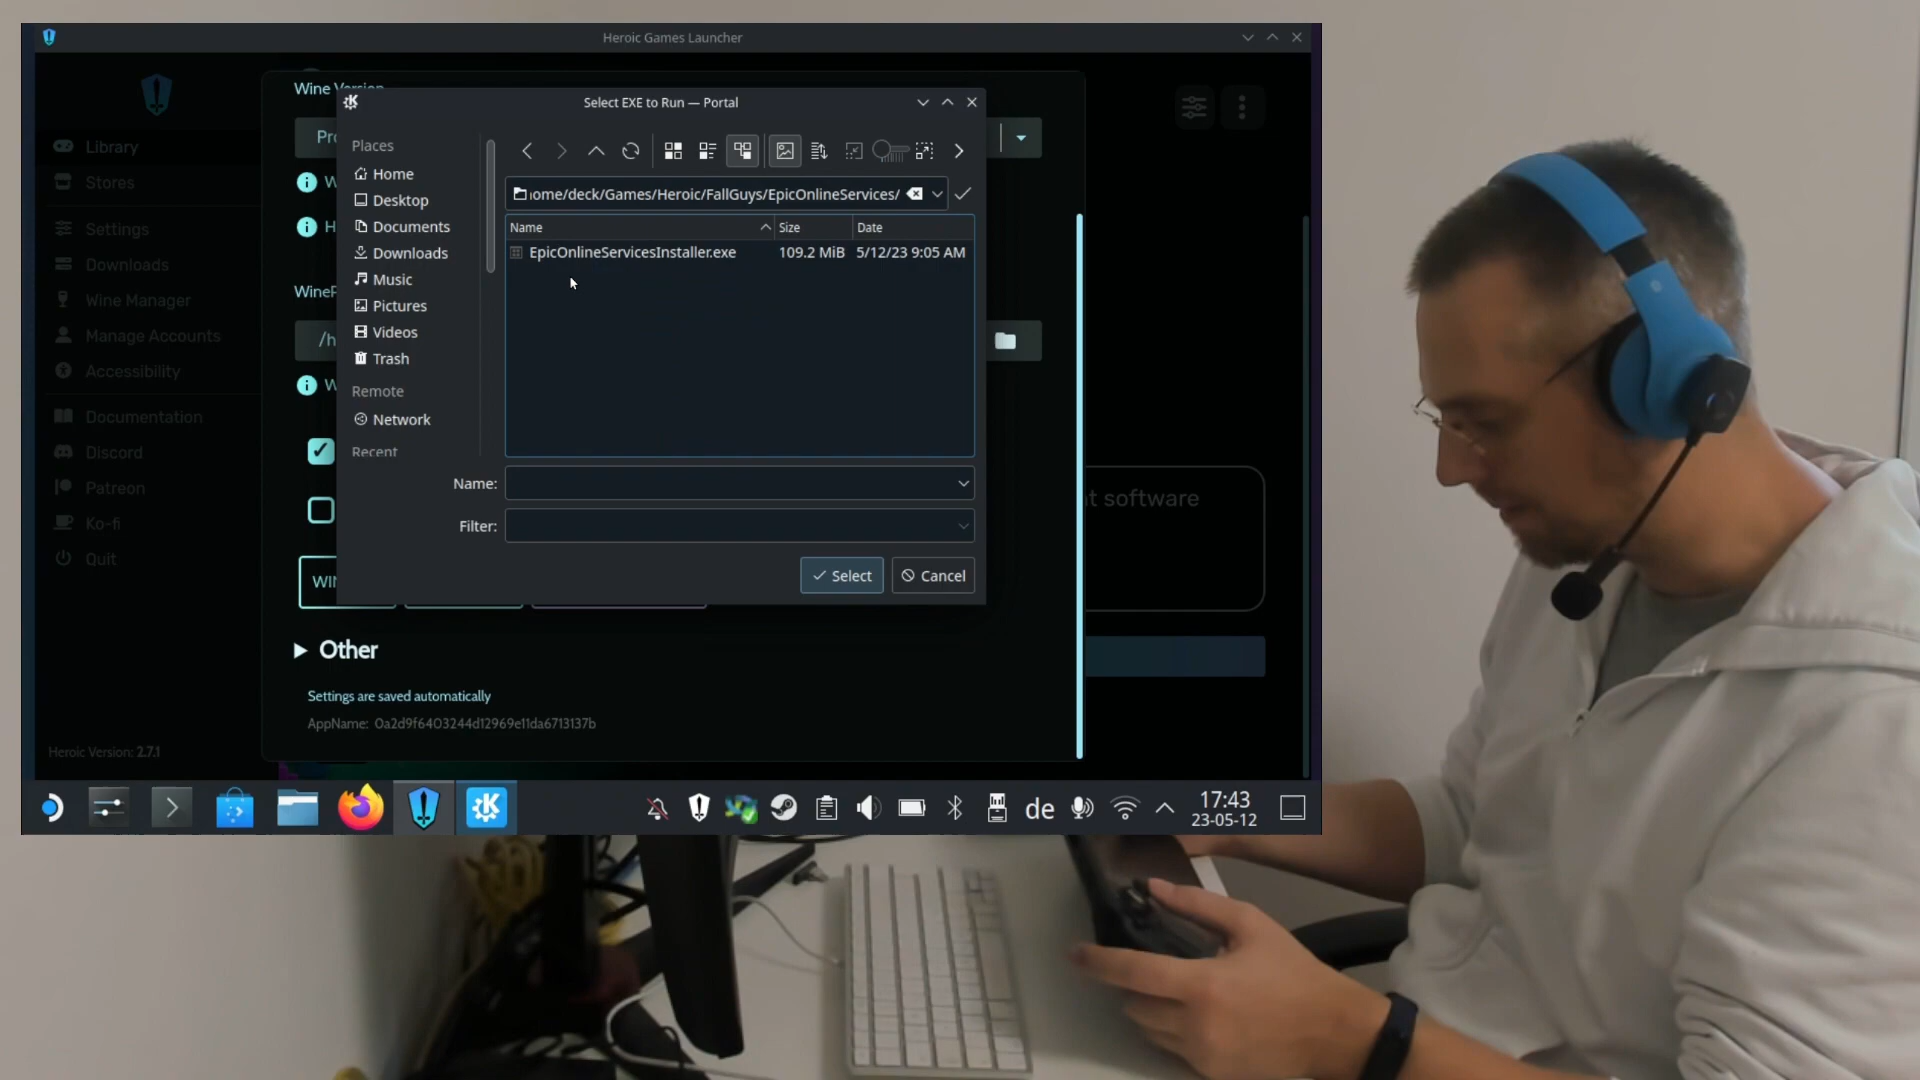 Heroic Games Launcher
Library
Stores
Settings
Downloads
Wine Manager
Manage Accounts
Accessibility
Documentation
Discord
Patreon
Ko-fi
Quit
Heroic Version: 2.7.1
Wine Version
Select EXE to Run — Portal
Places
Home
Desktop
Documents
Downloads
Music
Pictures
Videos
Trash
Remote
Network
Recent
ome/deck/Games/Heroic/FallGuys/EpicOnlineServices/
Name Size Date
EpicOnlineServicesInstaller.exe 109.2 MiB 5/12/23 9:05 AM
Name:
Filter:
Select Cancel
software
Other
Settings are saved automatically
AppName: 0a2d9f6403244d12969e11da6713137b
de
17:43
23-05-12